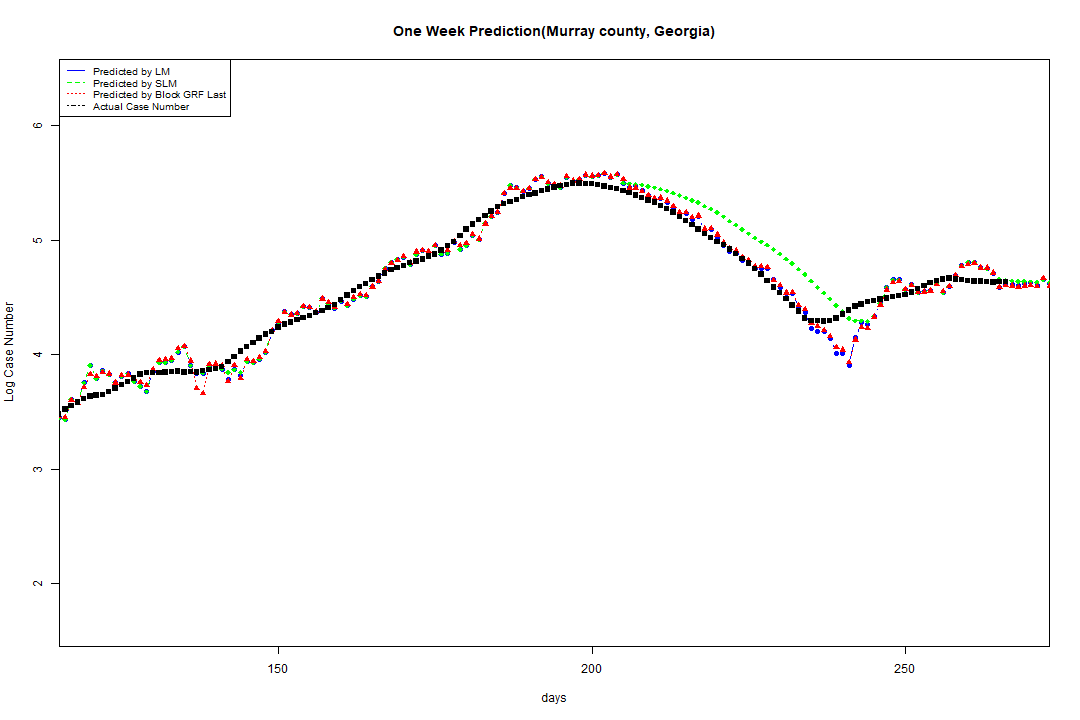 One Week Prediction(Murray county, Georgia)
Predicted by LM
Predicted by SLM
Predicted by Block GRF Last
Actual Case Number
6
5
4
3
2
Log Case Number
150
200
250
days